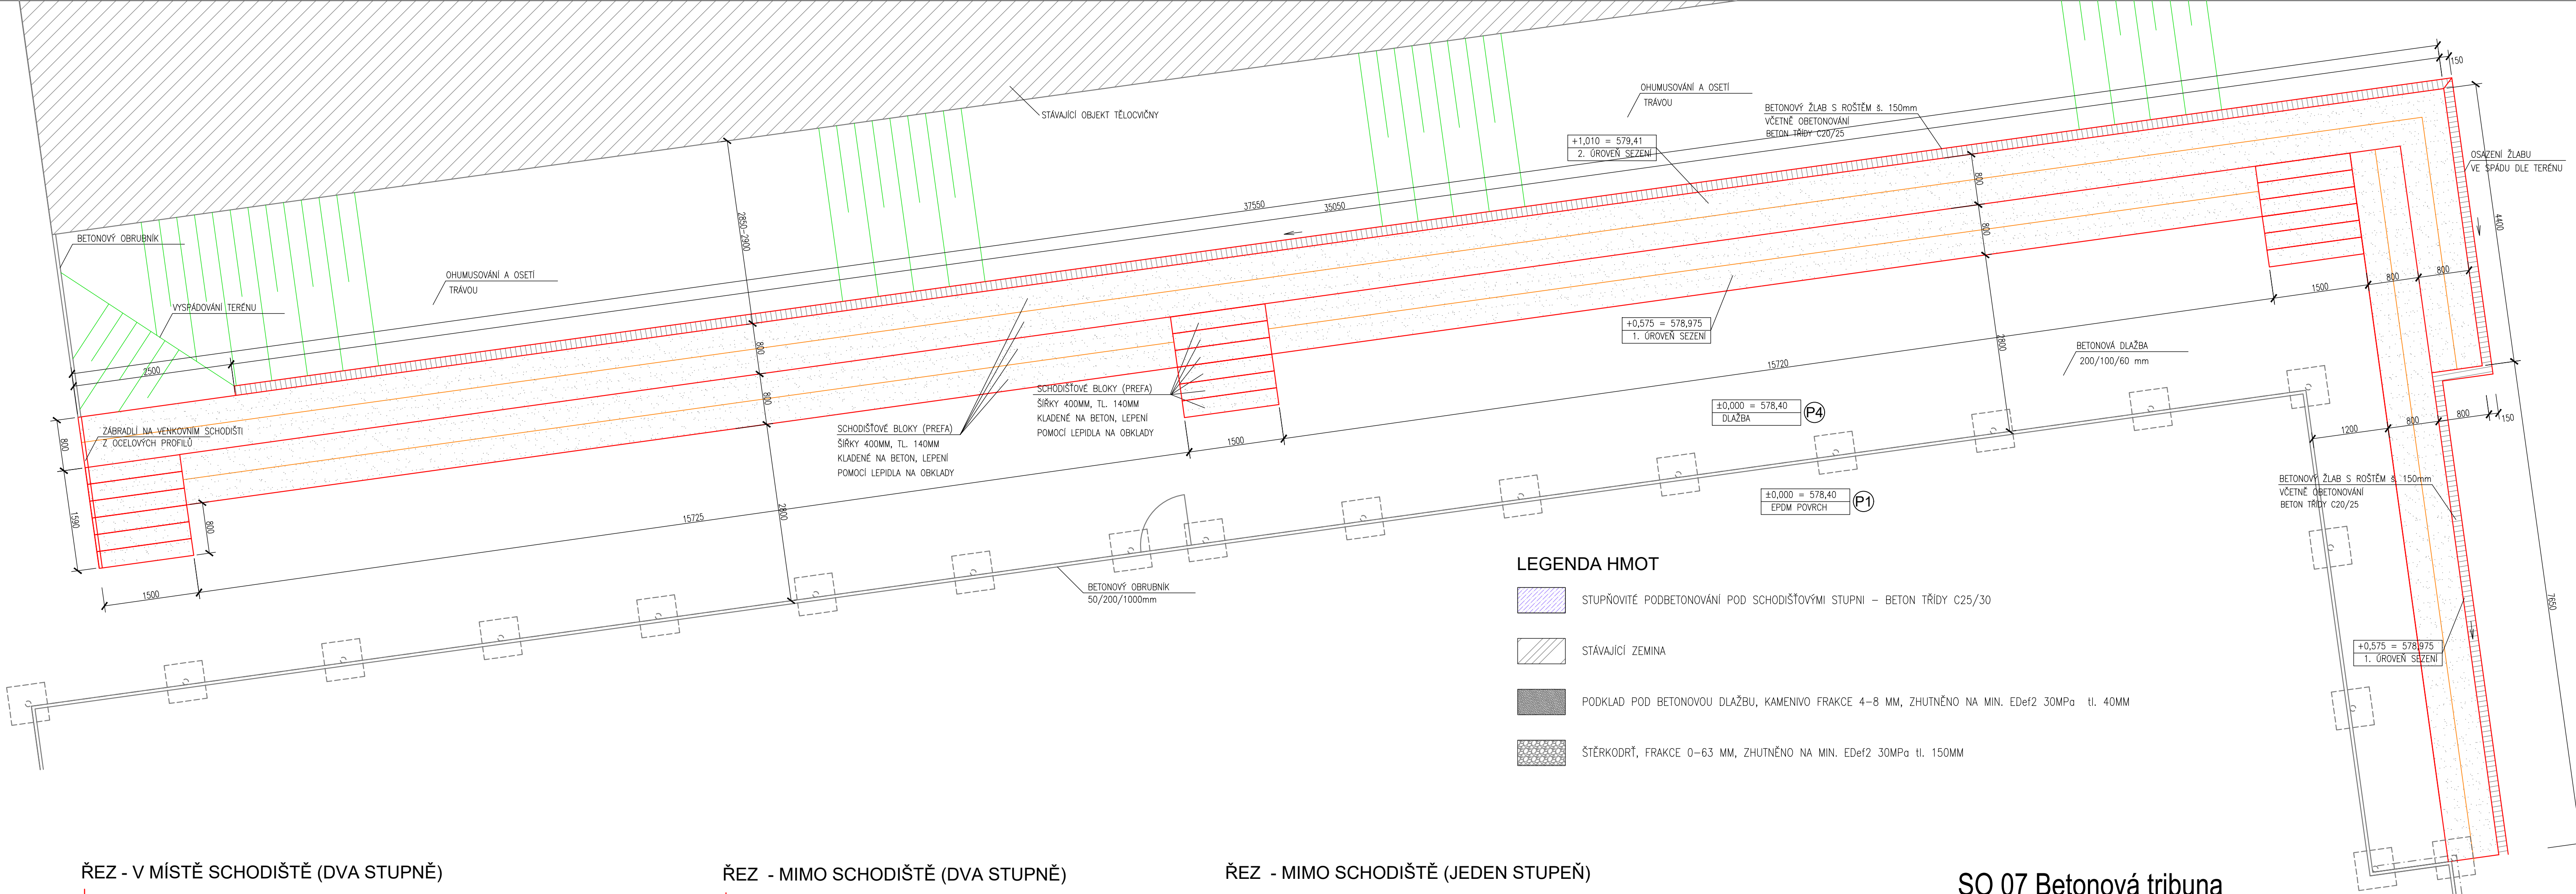 150
OHUMUSOVÁNÍ A OSETÍ
TRÁVOU
STÁVAJÍCÍ OBJEKT TĚLOCVIČNY
BETONOVÝ ŽLAB S ROŠTĚM š. 150mm
VČETNĚ OBETONOVÁNÍ
BETON TŘÍDY C20/25
+1,010 = 579,41
2. ÚROVEŇ SEZENÍ
OSAZENÍ ŽLABU
VE SPÁDU DLE TERÉNU
800
37550
35050
2850-2900
4400
800
BETONOVÝ OBRUBNÍK
OHUMUSOVÁNÍ A OSETÍ
TRÁVOU
VYSPÁDOVÁNÍ TERÉNU
800
800
1500
+0,575 = 578,975
1. ÚROVEŇ SEZENÍ
2800
BETONOVÁ DLAŽBA
200/100/60 mm
800
2500
15720
SCHODIŠŤOVÉ BLOKY (PREFA)
ŠÍŘKY 400MM, TL. 140MM
KLADENÉ NA BETON, LEPENÍ
POMOCÍ LEPIDLA NA OBKLADY
800
±0,000 = 578,40
DLAŽBA
P4
800
150
1200
ZÁBRADLÍ NA VENKOVNÍM SCHODIŠTI
Z OCELOVÝCH PROFILŮ
800
SCHODIŠŤOVÉ BLOKY (PREFA)
ŠÍŘKY 400MM, TL. 140MM
KLADENÉ NA BETON, LEPENÍ
POMOCÍ LEPIDLA NA OBKLADY
1500
BETONOVÝ ŽLAB S ROŠTĚM š. 150mm
VČETNĚ OBETONOVÁNÍ
BETON TŘÍDY C20/25
±0,000 = 578,40
EPDM POVRCH
P1
1590
800
15725
2800
1500
BETONOVÝ OBRUBNÍK
50/200/1000mm
7650
LEGENDA HMOT
STUPŇOVITÉ PODBETONOVÁNÍ POD SCHODIŠŤOVÝMI STUPNI - BETON TŘÍDY C25/30
STÁVAJÍCÍ ZEMINA
+0,575 = 578,975
1. ÚROVEŇ SEZENÍ
PODKLAD POD BETONOVOU DLAŽBU, KAMENIVO FRAKCE 4-8 MM, ZHUTNĚNO NA MIN. EDef2 30MPa tl. 40MM
ŠTĚRKODRŤ, FRAKCE 0-63 MM, ZHUTNĚNO NA MIN. EDef2 30MPa tl. 150MM
ŘEZ - V MÍSTĚ SCHODIŠTĚ (DVA STUPNĚ)
ŘEZ - MIMO SCHODIŠTĚ (DVA STUPNĚ)
ŘEZ - MIMO SCHODIŠTĚ (JEDEN STUPEŇ)
SO 07 Betonová tribuna